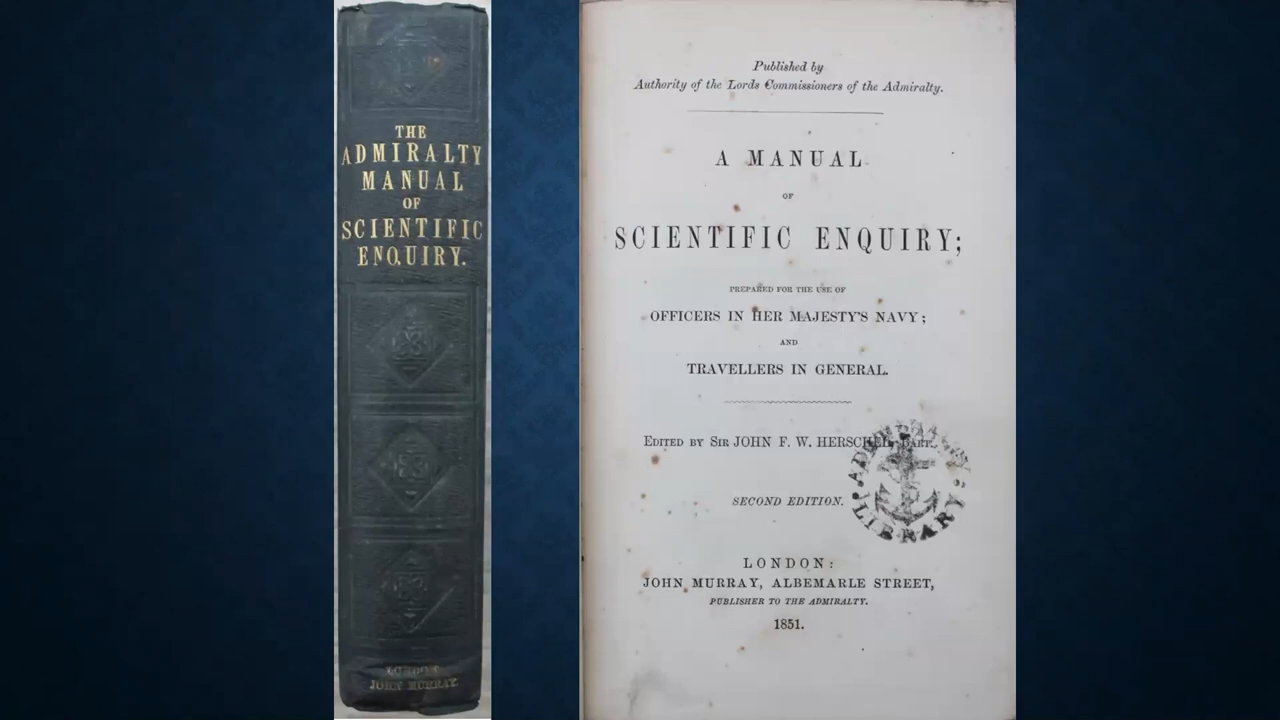 THE
ADMIRALTY
MANUAL
OF
SCIENTIFIC
ENQUIRY.
LONDON
JOHN MURRAY.
Published by
Authority of the Lords Commissioners of the Admiralty.
A MANUAL
OF
SCIENTIFIC ENQUIRY;
PREPARED FOR THE USE OF
OFFICERS IN HER MAJESTY'S NAVY;
AND
TRAVELLERS IN GENERAL.
EDITED BY SIR JOHN F. W. HERSCHEL, BART.
SECOND EDITION.
ADMIRALTY
LIBRARY
LONDON:
JOHN MURRAY, ALBEMARLE STREET,
PUBLISHER TO THE ADMIRALTY.
1851.